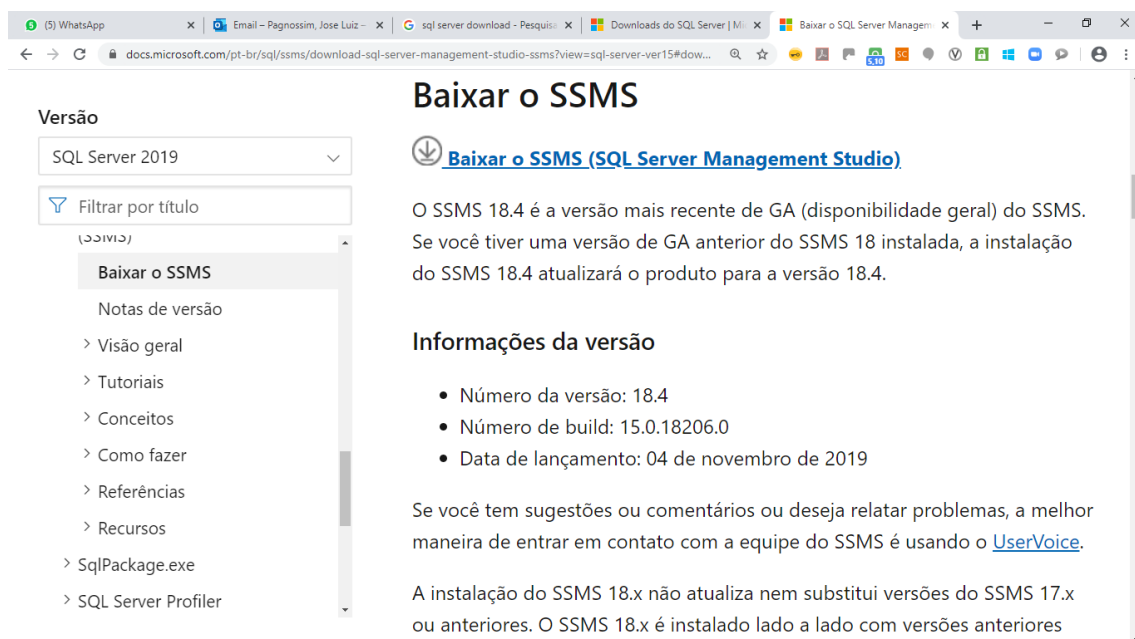 (5) WhatsApp
Email – Pagnossim, Jose Luiz –
sql server download - Pesquisa
Downloads do SQL Server | Mi
Baixar o SQL Server Managem
docs.microsoft.com/pt-br/sql/ssms/download-sql-server-management-studio-ssms?view=sql-server-ver15#dow...
5,10
SC
Versão
SQL Server 2019
Filtrar por título
(SSMS)
Baixar o SSMS
Notas de versão
Visão geral
Tutoriais
Conceitos
Como fazer
Referências
Recursos
SqlPackage.exe
SQL Server Profiler
Baixar o SSMS
Baixar o SSMS (SQL Server Management Studio)
O SSMS 18.4 é a versão mais recente de GA (disponibilidade geral) do SSMS.
Se você tiver uma versão de GA anterior do SSMS 18 instalada, a instalação
do SSMS 18.4 atualizará o produto para a versão 18.4.
Informações da versão
Número da versão: 18.4
Número de build: 15.0.18206.0
Data de lançamento: 04 de novembro de 2019
Se você tem sugestões ou comentários ou deseja relatar problemas, a melhor
maneira de entrar em contato com a equipe do SSMS é usando o UserVoice.
A instalação do SSMS 18.x não atualiza nem substitui versões do SSMS 17.x
ou anteriores. O SSMS 18.x é instalado lado a lado com versões anteriores